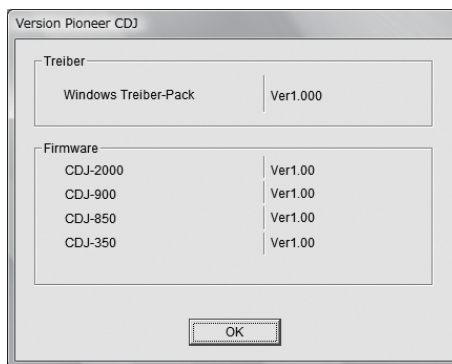 Version Pioneer CDJ
Treiber
Windows Treiber-Pack Ver1.000
Firmware
CDJ-2000 Ver1.00
CDJ-900 Ver1.00
CDJ-850 Ver1.00
CDJ-350 Ver1.00
OK